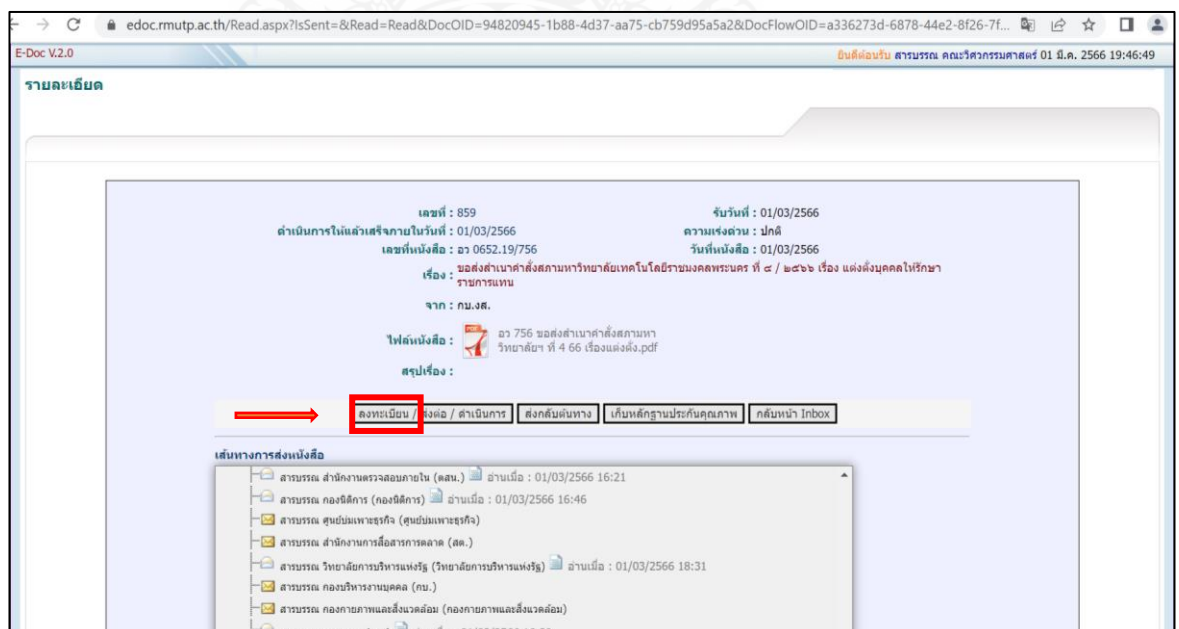 edoc.rmutp.ac.th/Read.aspx?IsSent=&Read=Read&DocOID=94820945-1b88-4d37-aa75-cb759d95a5a2&DocFlowOID=a336273d-6878-44e2-8f26-7f...
E-Doc V.2.0
ยินดีต้อนรับ สารบรรณ คณะวิศวกรรมศาสตร์ 01 มี.ค. 2566 19:46:49
รายละเอียด
เลขที่ : 859 รับวันที่ : 01/03/2566
ดำเนินการให้แล้วเสร็จภายในวันที่ : 01/03/2566 ความเร่งด่วน : ปกติ
เลขที่หนังสือ : อว 0652.19/756 วันที่หนังสือ : 01/03/2566
เรื่อง : ขอส่งสำเนาคำสั่งสภามหาวิทยาลัยเทคโนโลยีราชมงคลพระนคร ที่ ๔ / ๒๕๖๖ เรื่อง แต่งตั้งบุคคลให้รักษา
ราชการแทน
จาก : กบ.งส.
ไฟล์หนังสือ : อว 756 ขอส่งสำเนาคำสั่งสภามหา
วิทยาลัยฯ ที่ 4 66 เรื่องแต่งตั้ง.pdf
สรุปเรื่อง :
ลงทะเบียน / ส่งต่อ / ดำเนินการ ส่งกลับต้นทาง เก็บหลักฐานประกันคุณภาพ กลับหน้า Inbox
เส้นทางการส่งหนังสือ
สารบรรณ สำนักงานตรวจสอบภายใน (ตสน.) อ่านเมื่อ : 01/03/2566 16:21
สารบรรณ กองนิติการ (กองนิติการ) อ่านเมื่อ : 01/03/2566 16:46
สารบรรณ ศูนย์บ่มเพาะธุรกิจ (ศูนย์บ่มเพาะธุรกิจ)
สารบรรณ สำนักงานการสื่อสารการตลาด (สต.)
สารบรรณ วิทยาลัยการบริหารแห่งรัฐ (วิทยาลัยการบริหารแห่งรัฐ) อ่านเมื่อ : 01/03/2566 18:31
สารบรรณ กองบริหารงานบุคคล (กบ.)
สารบรรณ กองกายภาพและสิ่งแวดล้อม (กองกายภาพและสิ่งแวดล้อม)